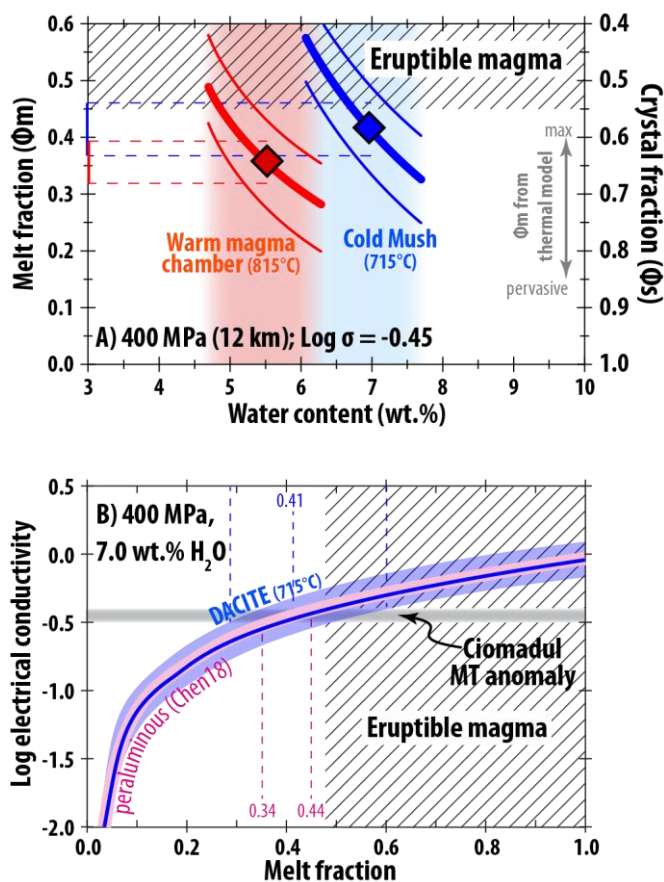 0.6
0.5
0.4
0.3
0.2
0.1
0.0
Melt fraction (Φm)
0.4
0.5
0.6
0.7
0.8
0.9
1.0
Crystal fraction (Φs)
Eruptible magma
max
Φm from
thermal model
pervasive
Warm magma
chamber (815°C)
Cold Mush
(715°C)
A) 400 MPa (12 km); Log σ = -0.45
3 4 5 6 7 8 9 10
Water content (wt.%)
0.5
0.0
-0.5
-1.0
-1.5
-2.0
Log electrical conductivity
B) 400 MPa,
7.0 wt.% H₂O
0.41
DACITE (715°C)
peraluminous (Chen18)
Ciomadul
MT anomaly
Eruptible magma
0.34 0.44
0.0 0.2 0.4 0.6 0.8 1.0
Melt fraction